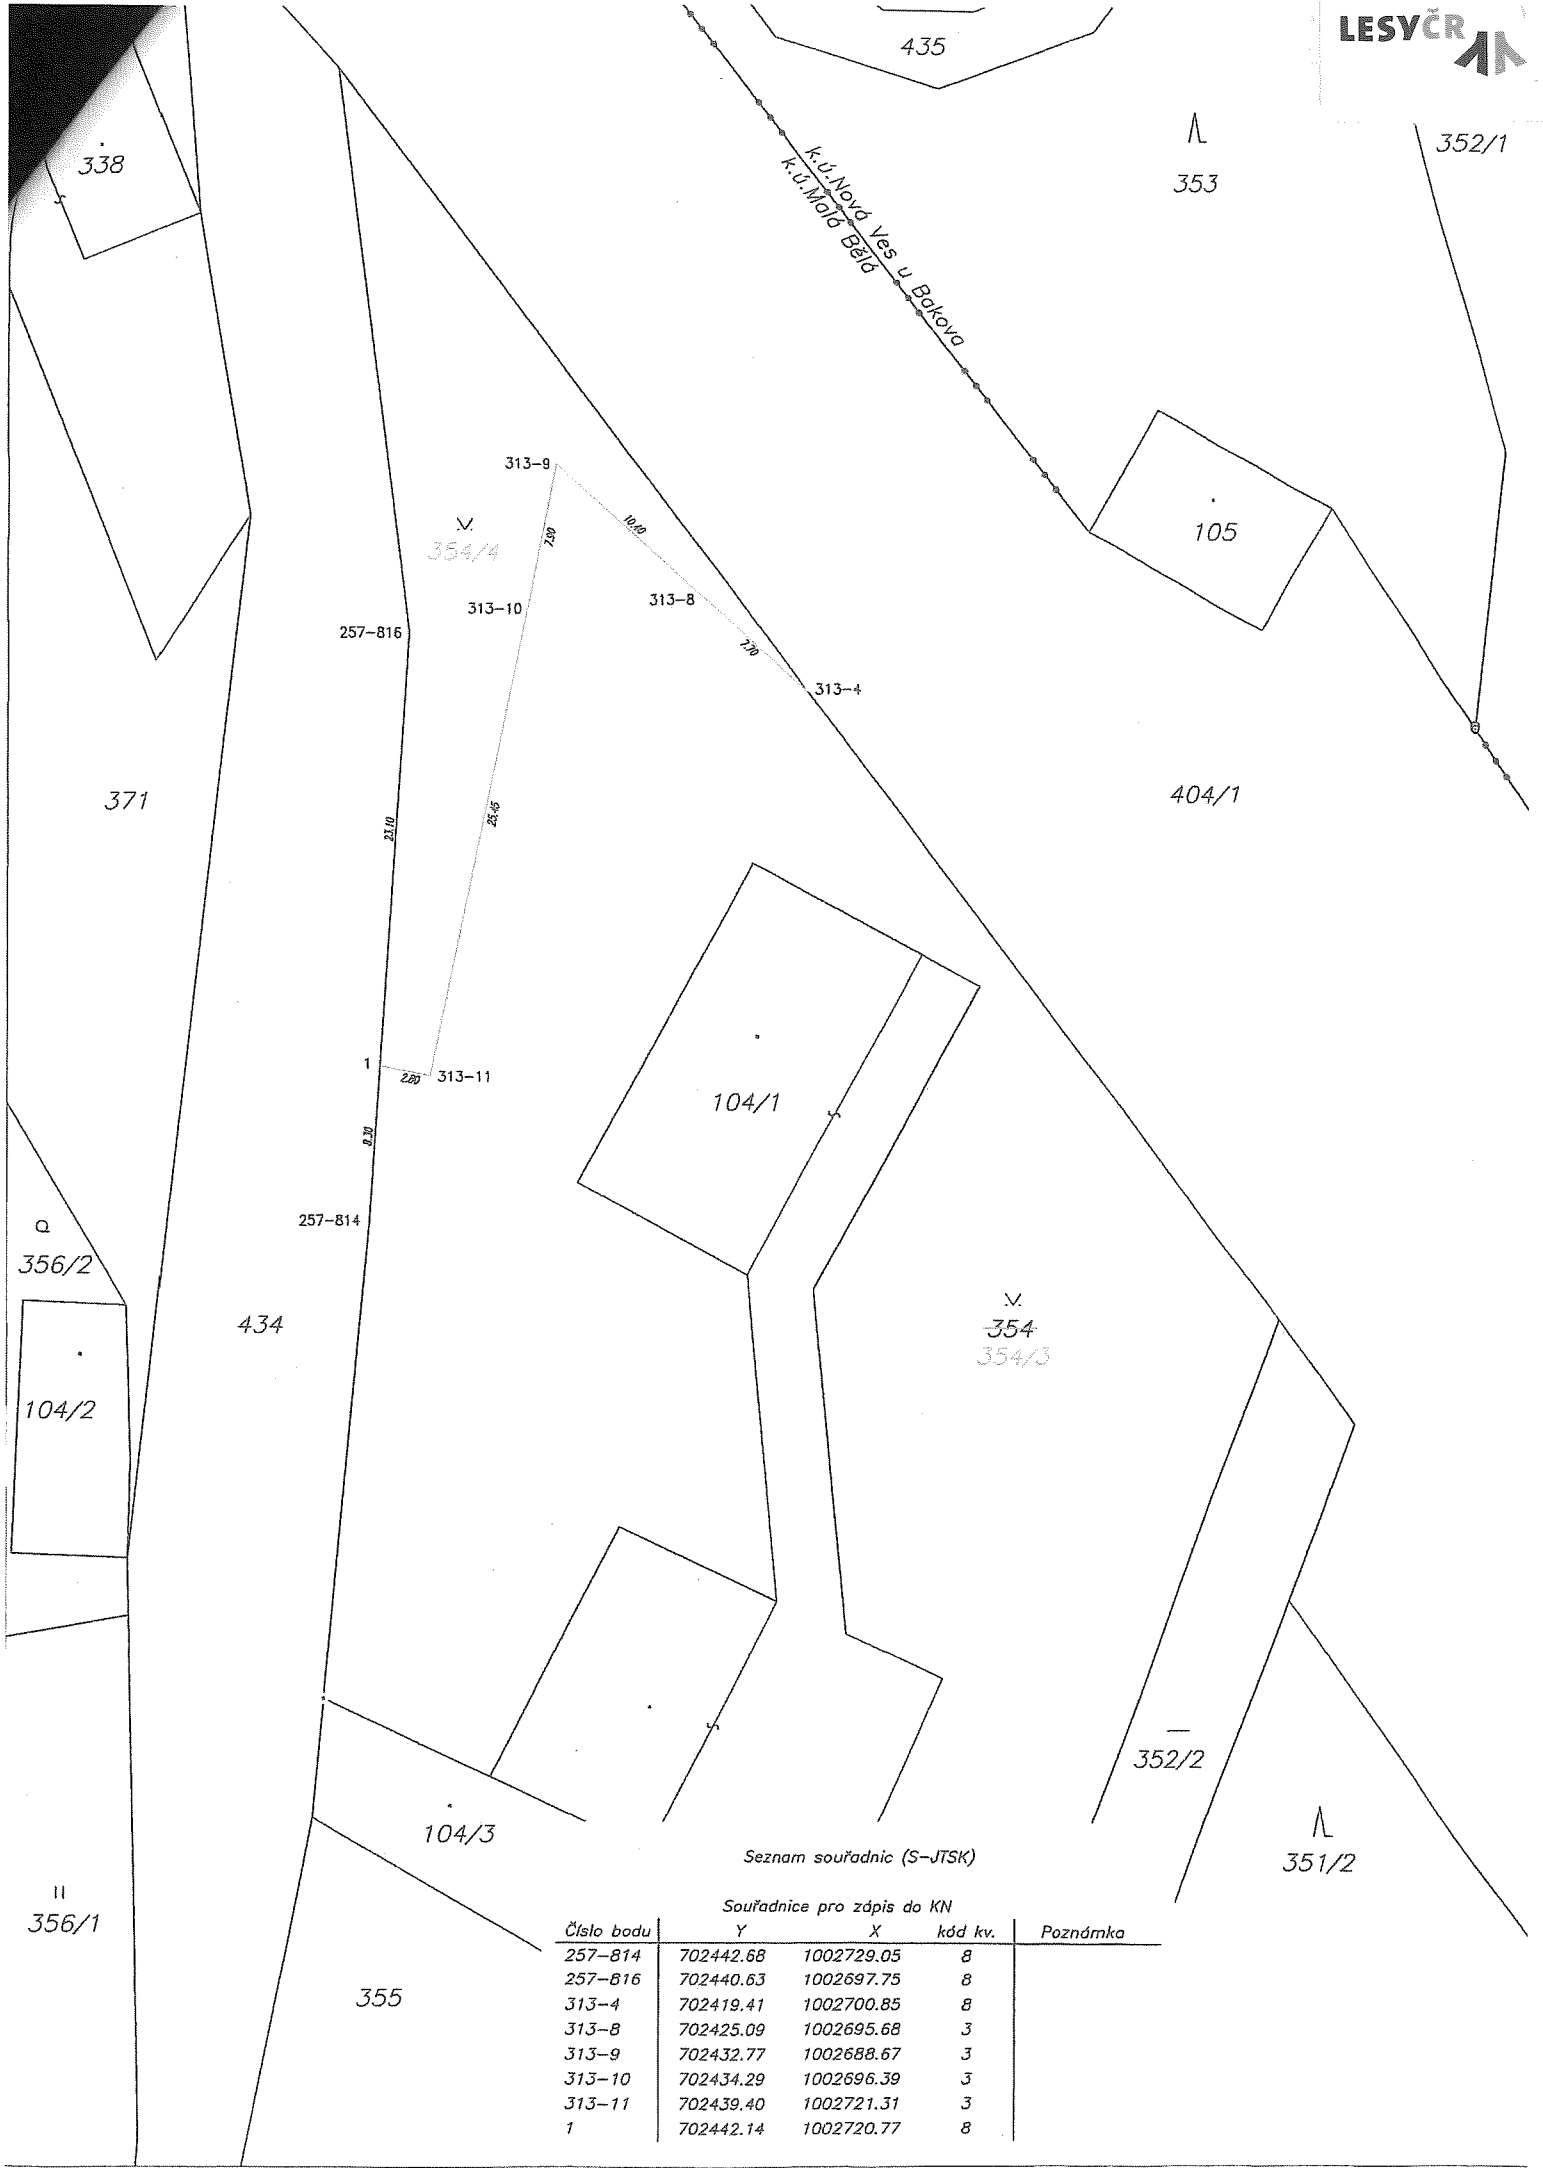 LESYČR
435
352/1
338
353
k.ú.Nová Ves u Bakova
k.ú.Malá Bělá
313-9
10.40
105
354/4
7.90
313-10
313-8
257-816
7.70
313-4
371
404/1
23.10
25.45
1
2.80
313-11
104/1
8.30
257-814
356/2
434
354
354/3
104/2
352/2
104/3
351/2
356/1
355
Seznam souřadnic (S-JTSK)
Souřadnice pro zápis do KN
Číslo bodu Y X kód kv. Poznámka
257-814 702442.68 1002729.05 8
257-816 702440.63 1002697.75 8
313-4 702419.41 1002700.85 8
313-8 702425.09 1002695.68 3
313-9 702432.77 1002688.67 3
313-10 702434.29 1002696.39 3
313-11 702439.40 1002721.31 3
1 702442.14 1002720.77 8